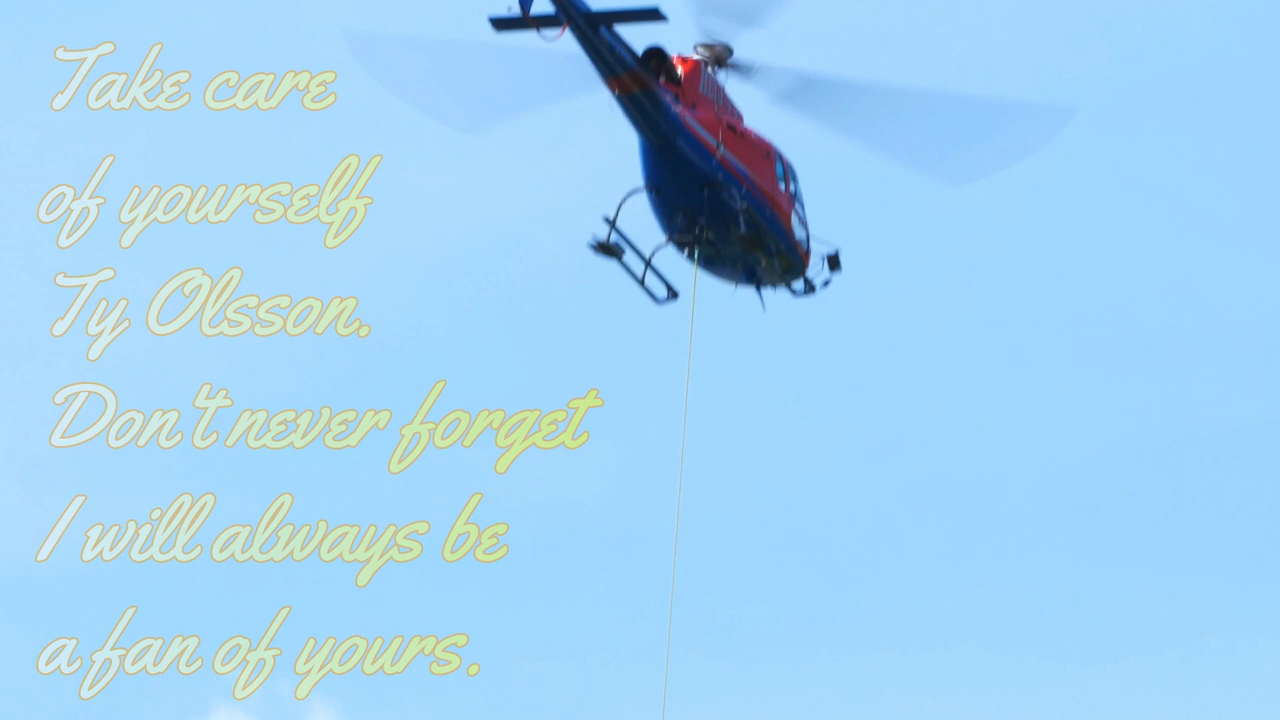 Take care
of yourself
Ty Olsson.
Don't never forget
I will always be
a fan of yours.